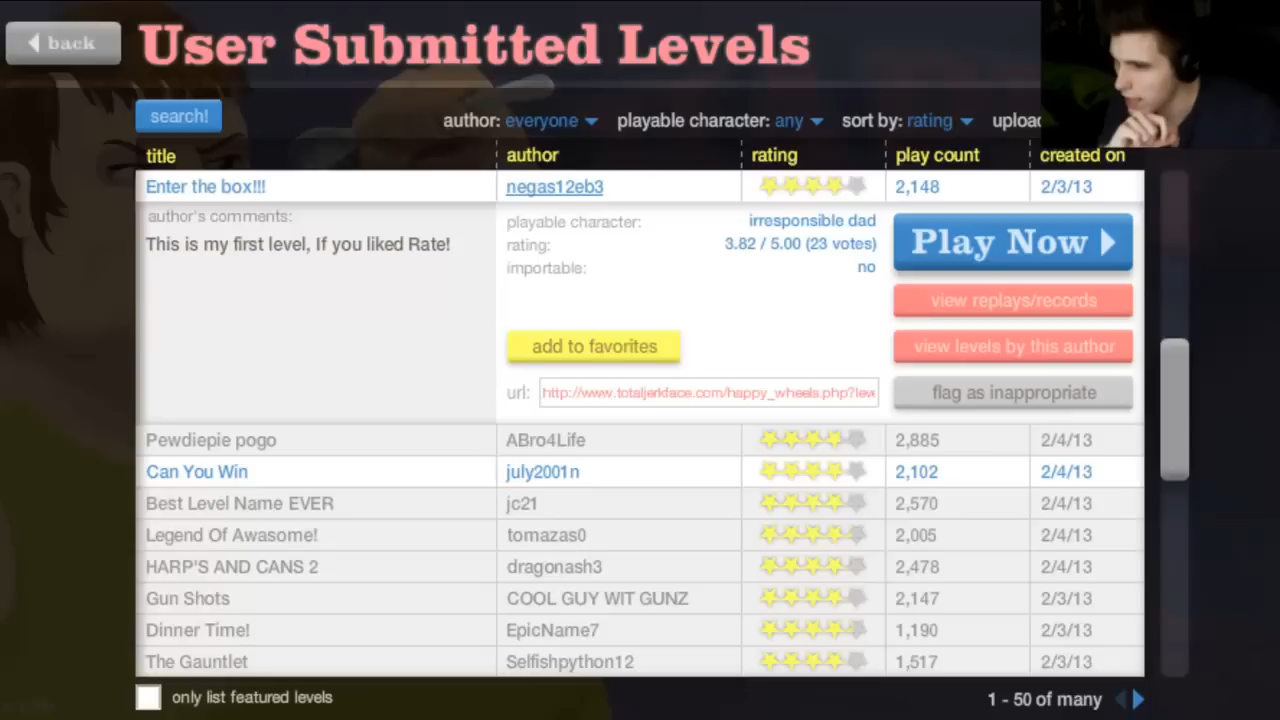 back
User Submitted Levels
search!
author: everyone playable character: any sort by: rating
title author rating play count created on
Enter the box!!! negas12eb3 2,148 2/3/13
author's comments:
This is my first level, If you liked Rate!
playable character: irresponsible dad
rating: 3.82 / 5.00 (23 votes)
importable: no
Play Now
view replays/records
add to favorites
view levels by this author
url: http://www.totaljerkface.com/happy_wheels.php?lev
flag as inappropriate
Pewdiepie pogo ABro4Life 2,885 2/4/13
Can You Win july2001n 2,102 2/4/13
Best Level Name EVER jc21 2,570 2/4/13
Legend Of Awasome! tomazas0 2,005 2/4/13
HARP'S AND CANS 2 dragonash3 2,478 2/4/13
Gun Shots COOL GUY WIT GUNZ 2,147 2/3/13
Dinner Time! EpicName7 1,190 2/3/13
The Gauntlet Selfishpython12 1,517 2/3/13
only list featured levels 1 - 50 of many